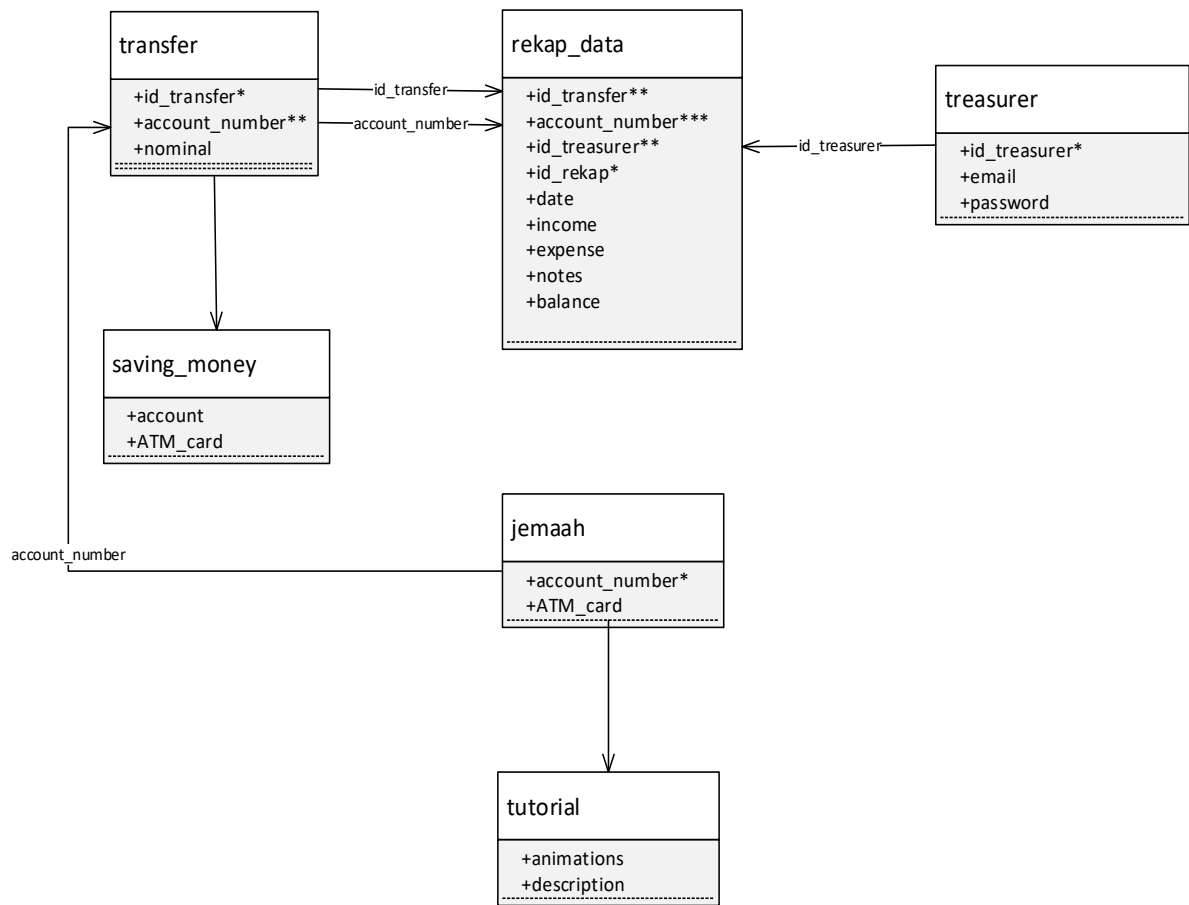 transfer
+id_transfer*
+account_number**
+nominal
id_transfer
account_number
rekap_data
+id_transfer**
+account_number***
+id_treasurer**
+id_rekap*
+date
+income
+expense
+notes
+balance
id_treasurer
treasurer
+id_treasurer*
+email
+password
saving_money
+account
+ATM_card
account_number
jemaah
+account_number*
+ATM_card
tutorial
+animations
+description